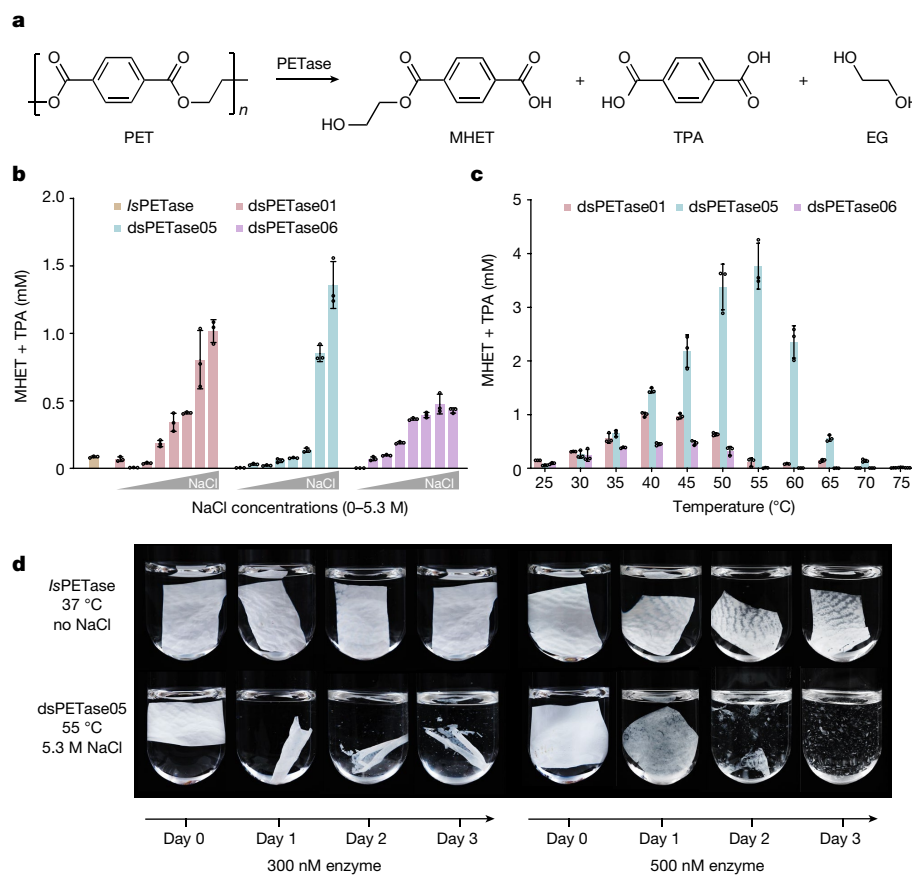 a
O
O
O
O
n
PET
PETase
O
O
HO
O
OH
MHET
+
O
HO
OH
O
TPA
+
HO
OH
EG
b
MHET + TPA (mM)
2.0
1.5
1.0
0.5
0
IsPETase
dsPETase01
dsPETase05
dsPETase06
NaCl
NaCl
NaCl
NaCl concentrations (0–5.3 M)
c
MHET + TPA (mM)
5
4
3
2
1
0
dsPETase01
dsPETase05
dsPETase06
25 30 35 40 45 50 55 60 65 70 75
Temperature (°C)
d
IsPETase
37 °C
no NaCl
dsPETase05
55 °C
5.3 M NaCl
Day 0 Day 1 Day 2 Day 3
300 nM enzyme
Day 0 Day 1 Day 2 Day 3
500 nM enzyme